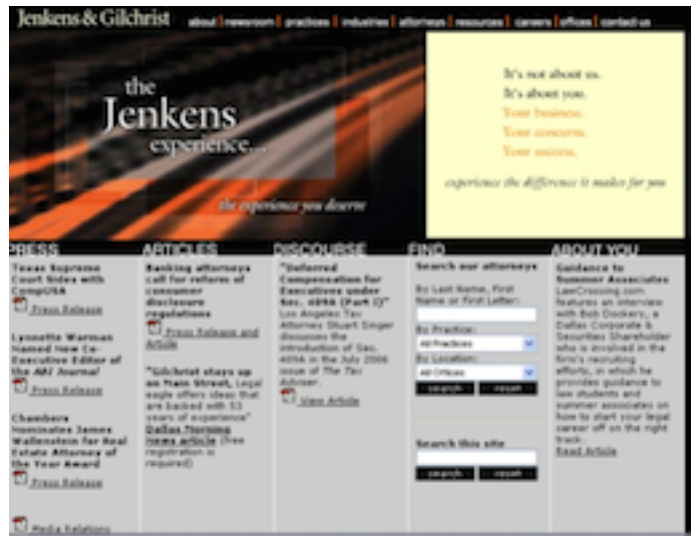 Jenkens & Gilchrist
about | newsroom | practices | industries | attorneys | resources | careers | offices | contact us
the
Jenkens
experience...
the experience you deserve
It's not about us.
It's about you.
Your business.
Your concerns.
Your success.
experience the difference it makes for you
PRESS
Texas Supreme
Court Sides with
CompUSA
Press Release
Lynnette Warman
Named New Co-
Executive Editor of
the ABI Journal
Press Release
Chambers
Nominates James
Wallenstein for Real
Estate Attorney of
the Year Award
Press Release
Media Relations
ARTICLES
Banking attorneys
call for reform of
consumer
disclosure
regulations
Press Release and
Article
"Gilchrist stays up
on Main Street, Legal
eagle offers ideas that
are backed with 53
years of experience"
Dallas Morning
News article (free
registration is
required)
DISCOURSE
"Deferred
Compensation for
Executives under
Sec. 409A (Part I)"
Los Angeles Tax
Attorney Stuart Singer
discusses the
introduction of Sec.
409A in the July 2006
issue of The Tax
Adviser.
View Article
FIND
Search our attorneys
By Last Name, First
Name or First Letter:
By Practice:
All Practices
By Location:
All Offices
search reset
Search this site
search reset
ABOUT YOU
Guidance to
Summer Associates
LawCrossing.com
features an interview
with Bob Dockery, a
Dallas Corporate &
Securities Shareholder
who is involved in the
firm's recruiting
efforts, in which he
provides guidance to
law students and
summer associates on
how to start your legal
career off on the right
track.
Read Article